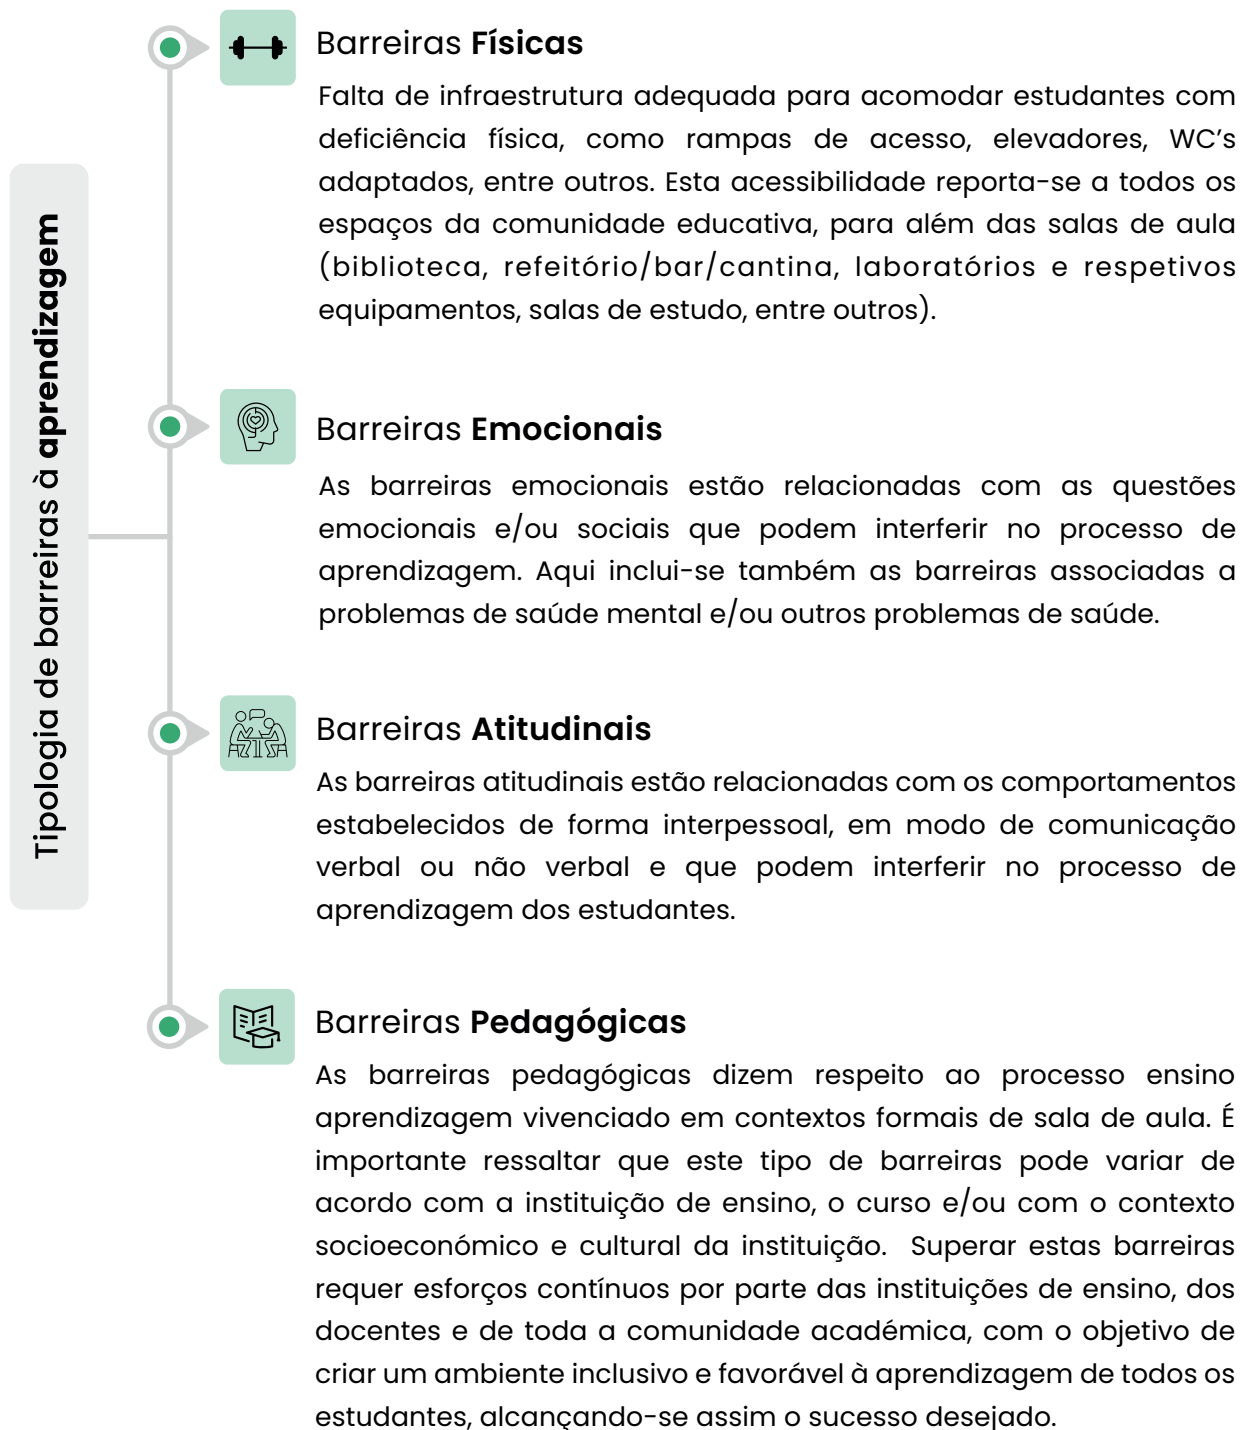 Tipologia de barreiras à aprendizagem
Barreiras Físicas
Falta de infraestrutura adequada para acomodar estudantes com
deficiência física, como rampas de acesso, elevadores, WC’s
adaptados, entre outros. Esta acessibilidade reporta-se a todos os
espaços da comunidade educativa, para além das salas de aula
(biblioteca, refeitório/bar/cantina, laboratórios e respetivos
equipamentos, salas de estudo, entre outros).
Barreiras Emocionais
As barreiras emocionais estão relacionadas com as questões
emocionais e/ou sociais que podem interferir no processo de
aprendizagem. Aqui inclui-se também as barreiras associadas a
problemas de saúde mental e/ou outros problemas de saúde.
Barreiras Atitudinais
As barreiras atitudinais estão relacionadas com os comportamentos
estabelecidos de forma interpessoal, em modo de comunicação
verbal ou não verbal e que podem interferir no processo de
aprendizagem dos estudantes.
Barreiras Pedagógicas
As barreiras pedagógicas dizem respeito ao processo ensino
aprendizagem vivenciado em contextos formais de sala de aula. É
importante ressaltar que este tipo de barreiras pode variar de
acordo com a instituição de ensino, o curso e/ou com o contexto
socioeconómico e cultural da instituição. Superar estas barreiras
requer esforços contínuos por parte das instituições de ensino, dos
docentes e de toda a comunidade académica, com o objetivo de
criar um ambiente inclusivo e favorável à aprendizagem de todos os
estudantes, alcançando-se assim o sucesso desejado.